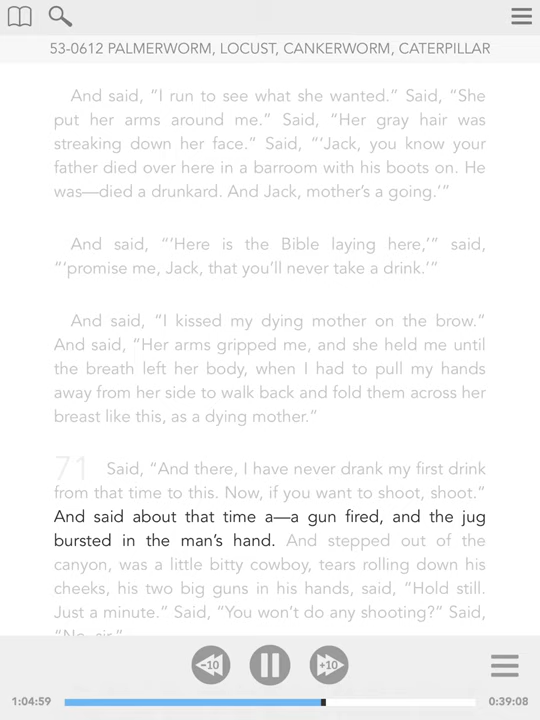 53-0612 PALMERWORM, LOCUST, CANKERWORM, CATERPILLAR
And said, “I run to see what she wanted.” Said, “She
put her arms around me.” Said, “Her gray hair was
streaking down her face.” Said, “‘Jack, you know your
father died over here in a barroom with his boots on. He
was—died a drunkard. And Jack, mother’s a going.’”
And said, “‘Here is the Bible laying here,’” said,
“‘promise me, Jack, that you’ll never take a drink.’”
And said, “I kissed my dying mother on the brow.”
And said, “Her arms gripped me, and she held me until
the breath left her body, when I had to pull my hands
away from her side to walk back and fold them across her
breast like this, as a dying mother.”
71 Said, “And there, I have never drank my first drink
from that time to this. Now, if you want to shoot, shoot.”
And said about that time a—a gun fired, and the jug
bursted in the man’s hand. And stepped out of the
canyon, was a little bitty cowboy, tears rolling down his
cheeks, his two big guns in his hands, said, “Hold still.
Just a minute.” Said, “You won’t do any shooting?” Said,
“No, sir.”
-10 +10
1:04:59 0:39:08